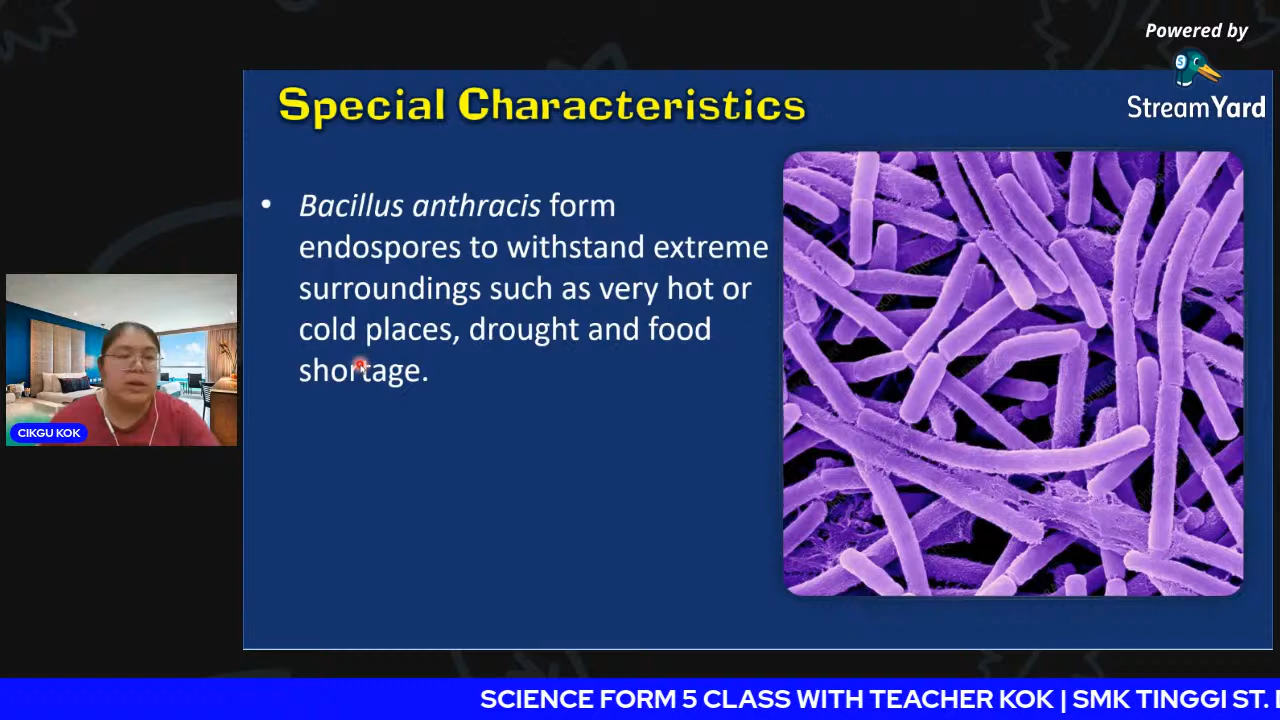 Powered by
StreamYard
Special Characteristics
• Bacillus anthracis form
endospores to withstand extreme
surroundings such as very hot or
cold places, drought and food
shortage.
CIKGU KOK
SCIENCE FORM 5 CLASS WITH TEACHER KOK | SMK TINGGI ST.